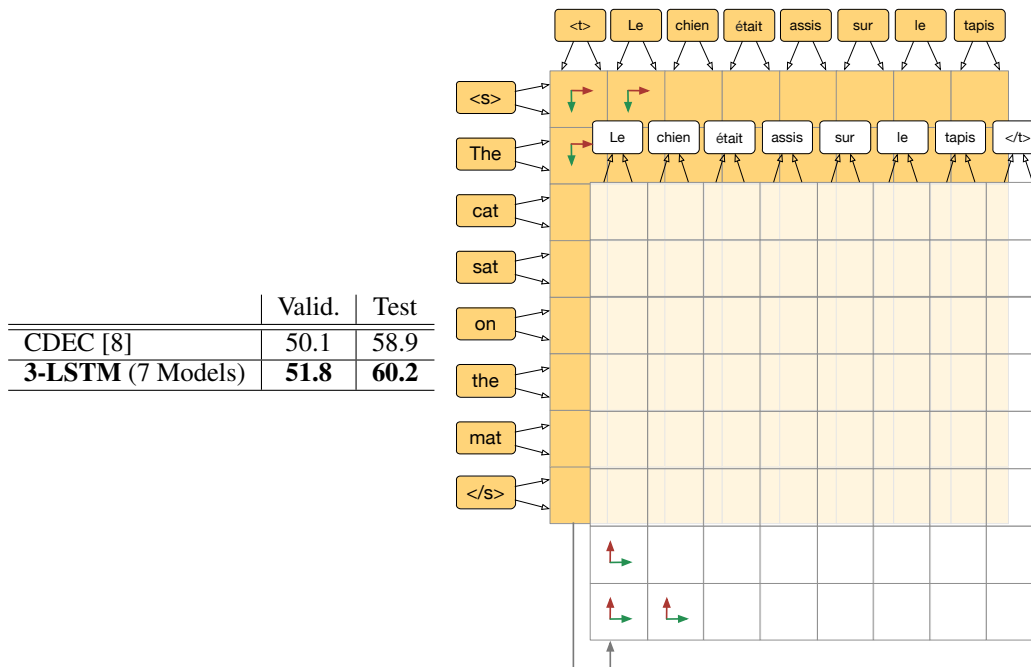 Valid. Test
CDEC [8] 50.1 58.9
3-LSTM (7 Models) 51.8 60.2
<t> Le chien était assis sur le tapis
<s>
The
Le chien était assis sur le tapis </t>
cat
sat
on
the
mat
</s>